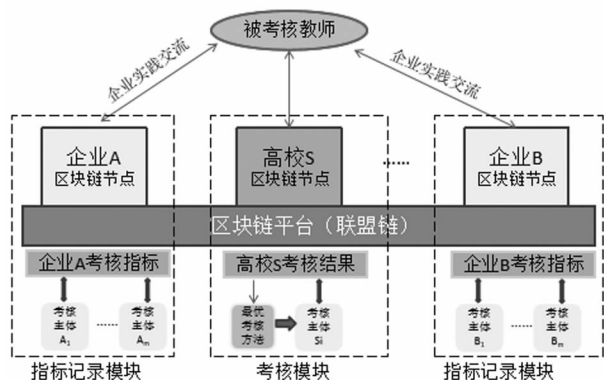 被考核教师
企业实践交流
企业实践交流
企业A
区块链节点
高校S
区块链节点
......
企业B
区块链节点
区块链平台（联盟链）
企业A考核指标
高校S考核结果
企业B考核指标
考核
主体
A1
......
考核
主体
Am
最优
考核
方法
考核
主体
Si
考核
主体
B1
......
考核
主体
Bm
指标记录模块
考核模块
指标记录模块